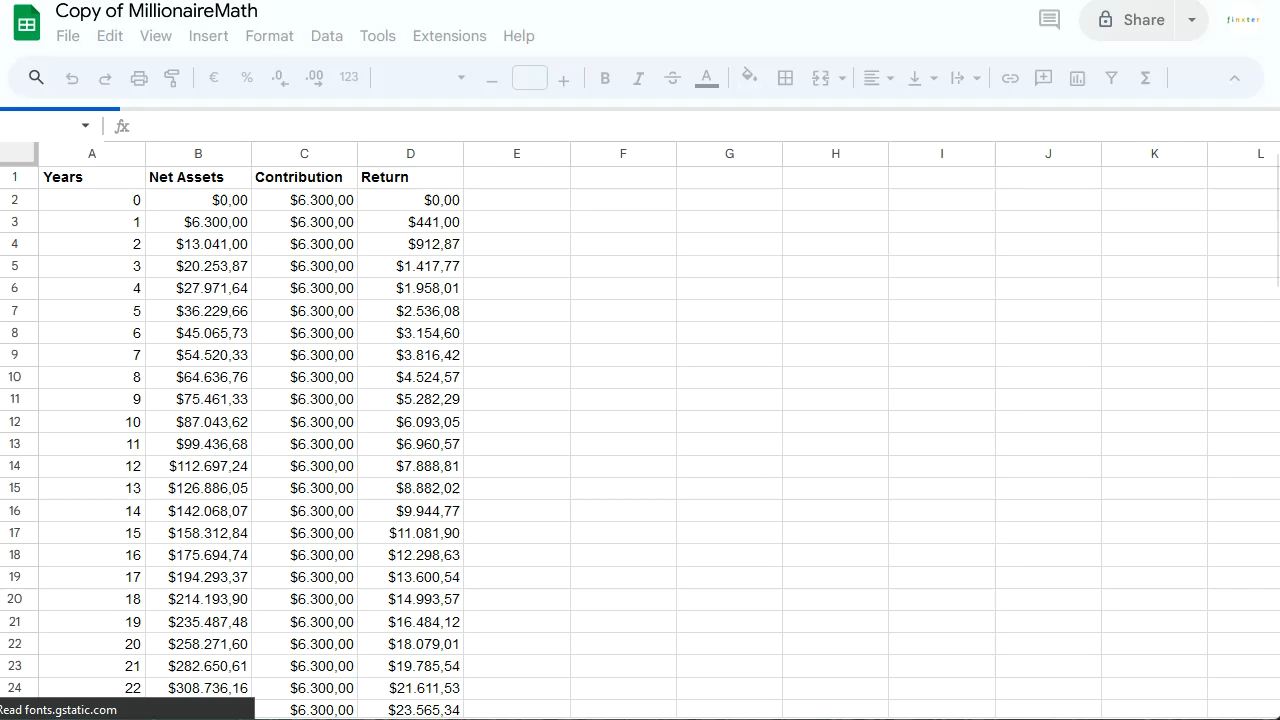 Copy of MillionaireMath
Share
finxter
File Edit View Insert Format Data Tools Extensions Help
€ % .0 .00 123 B I S A Σ
fx
A B C D E F G H I J K L
1 Years Net Assets Contribution Return
2 0 $0,00 $6.300,00 $0,00
3 1 $6.300,00 $6.300,00 $441,00
4 2 $13.041,00 $6.300,00 $912,87
5 3 $20.253,87 $6.300,00 $1.417,77
6 4 $27.971,64 $6.300,00 $1.958,01
7 5 $36.229,66 $6.300,00 $2.536,08
8 6 $45.065,73 $6.300,00 $3.154,60
9 7 $54.520,33 $6.300,00 $3.816,42
10 8 $64.636,76 $6.300,00 $4.524,57
11 9 $75.461,33 $6.300,00 $5.282,29
12 10 $87.043,62 $6.300,00 $6.093,05
13 11 $99.436,68 $6.300,00 $6.960,57
14 12 $112.697,24 $6.300,00 $7.888,81
15 13 $126.886,05 $6.300,00 $8.882,02
16 14 $142.068,07 $6.300,00 $9.944,77
17 15 $158.312,84 $6.300,00 $11.081,90
18 16 $175.694,74 $6.300,00 $12.298,63
19 17 $194.293,37 $6.300,00 $13.600,54
20 18 $214.193,90 $6.300,00 $14.993,57
21 19 $235.487,48 $6.300,00 $16.484,12
22 20 $258.271,60 $6.300,00 $18.079,01
23 21 $282.650,61 $6.300,00 $19.785,54
24 22 $308.736,16 $6.300,00 $21.611,53
Read fonts.gstatic.com $6.300,00 $23.565,34